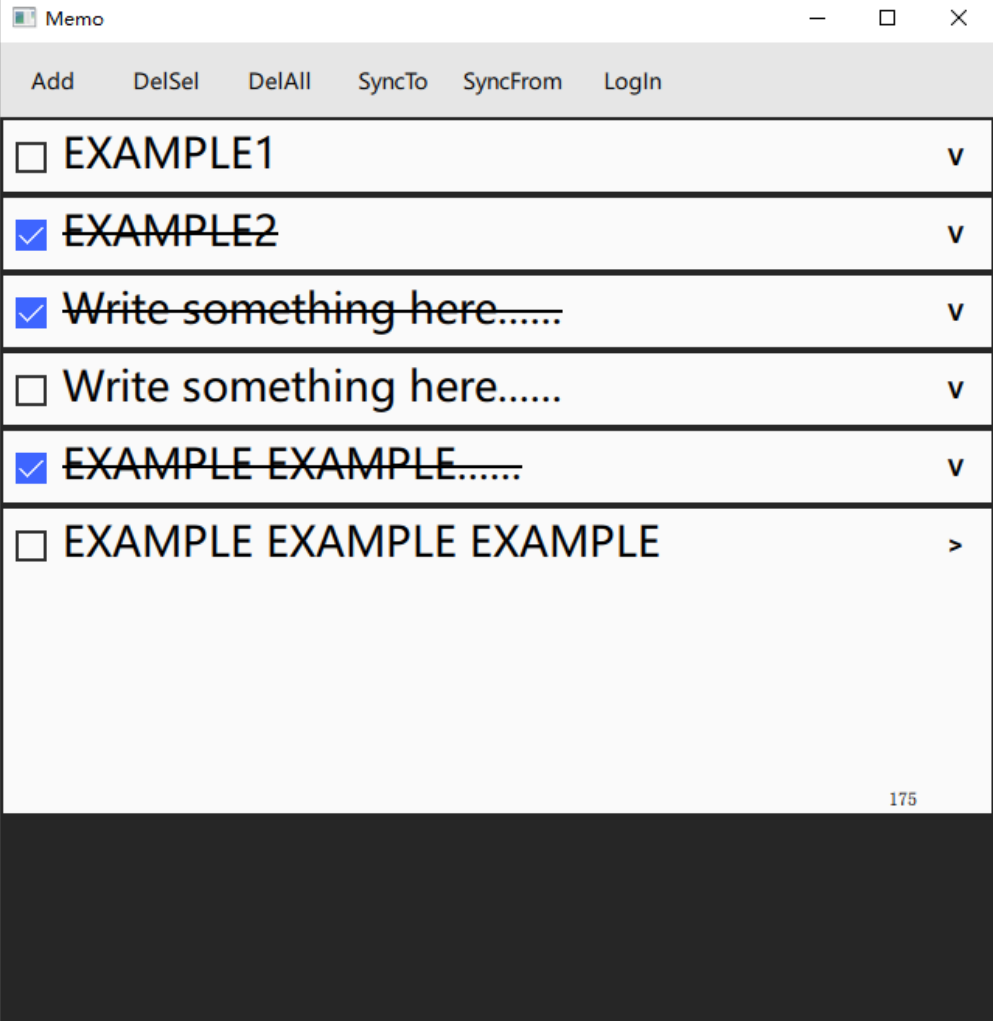 Memo
Add DelSel DelAll SyncTo SyncFrom LogIn
EXAMPLE1 V
EXAMPLE2 V
Write something here...... V
Write something here...... V
EXAMPLE EXAMPLE...... V
EXAMPLE EXAMPLE EXAMPLE >
175